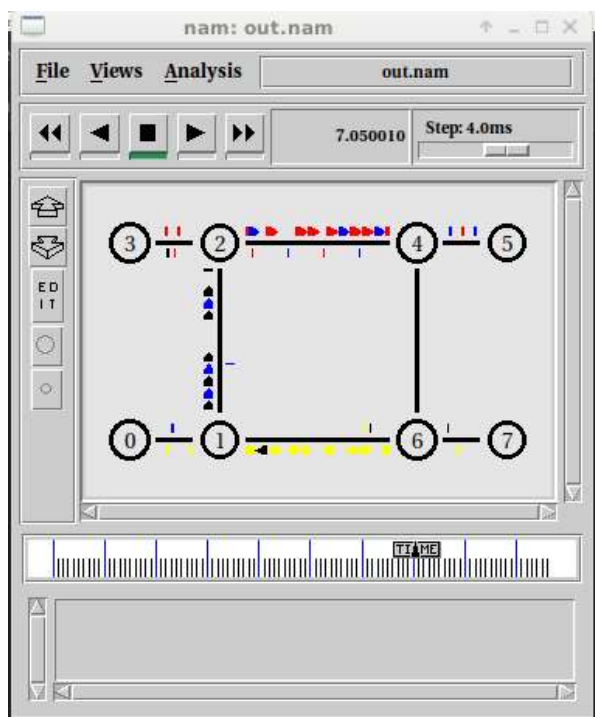 nam: out.nam
File Views Analysis out.nam
7.050010 Step: 4.0ms
3 2 4 5
E D
I T
0 1 6 7
TIME